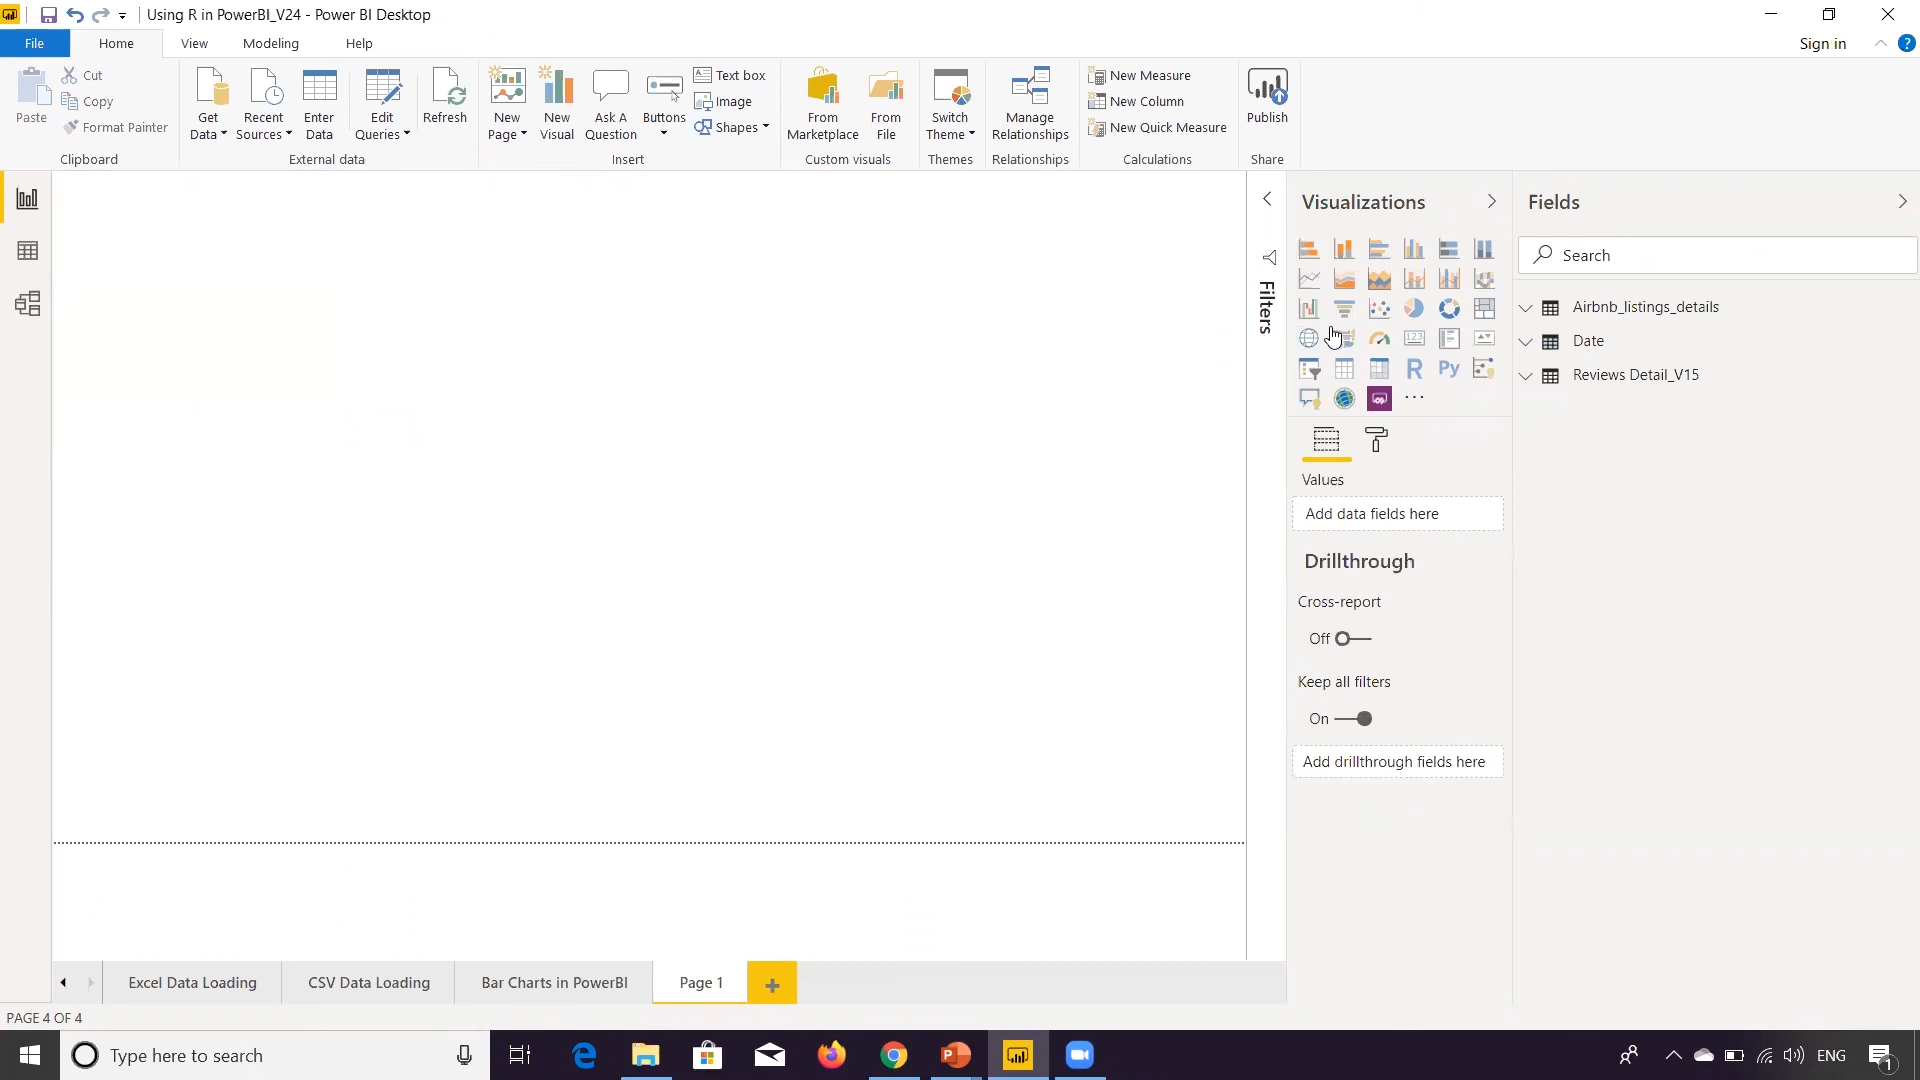 Using R in PowerBI_V24 - Power BI Desktop
File
Home
View
Modeling
Help
Sign in
?
Paste
Cut
Copy
Format Painter
Clipboard
Get Data
Recent Sources
Enter Data
Edit Queries
Refresh
External data
New Page
New Visual
Ask A Question
Buttons
Text box
Image
Shapes
Insert
From Marketplace
From File
Custom visuals
Switch Theme
Themes
Manage Relationships
Relationships
New Measure
New Column
New Quick Measure
Calculations
Publish
Share
Filters
Visualizations
123
R
Py
Values
Add data fields here
Drillthrough
Cross-report
Off
Keep all filters
On
Add drillthrough fields here
Fields
Search
Airbnb_listings_details
Date
Reviews Detail_V15
Excel Data Loading
CSV Data Loading
Bar Charts in PowerBI
Page 1
PAGE 4 OF 4
Type here to search
ENG
1